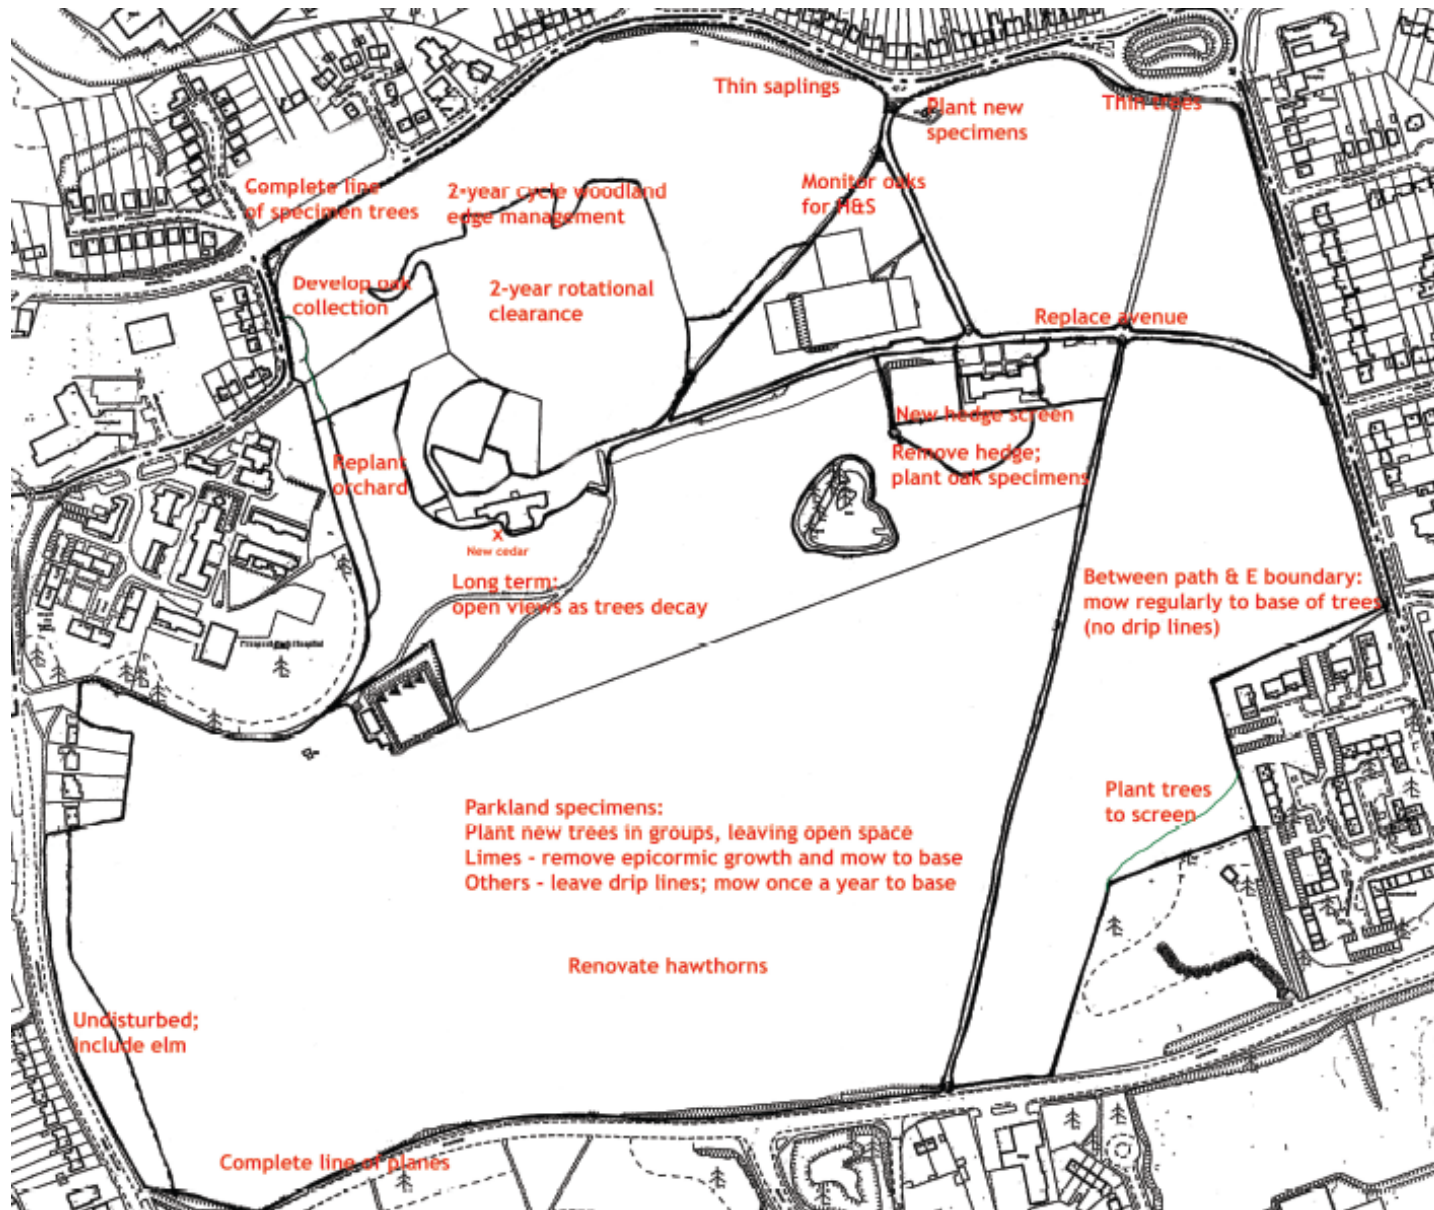 Thin saplings
Plant new
specimens
Thin trees
Complete line
of specimen trees
2-year cycle woodland
edge management
Monitor oaks
for H&S
Develop oak
collection
2-year rotational
clearance
Replace avenue
New hedge screen
Remove hedge;
plant oak specimens
Replant
orchard
X
New cedar
Long term:
open views as trees decay
Between path & E boundary:
mow regularly to base of trees
(no drip lines)
Plant trees
to screen
Parkland specimens:
Plant new trees in groups, leaving open space
Limes - remove epicormic growth and mow to base
Others - leave drip lines; mow once a year to base
Renovate hawthorns
Undisturbed;
include elm
Complete line of planes